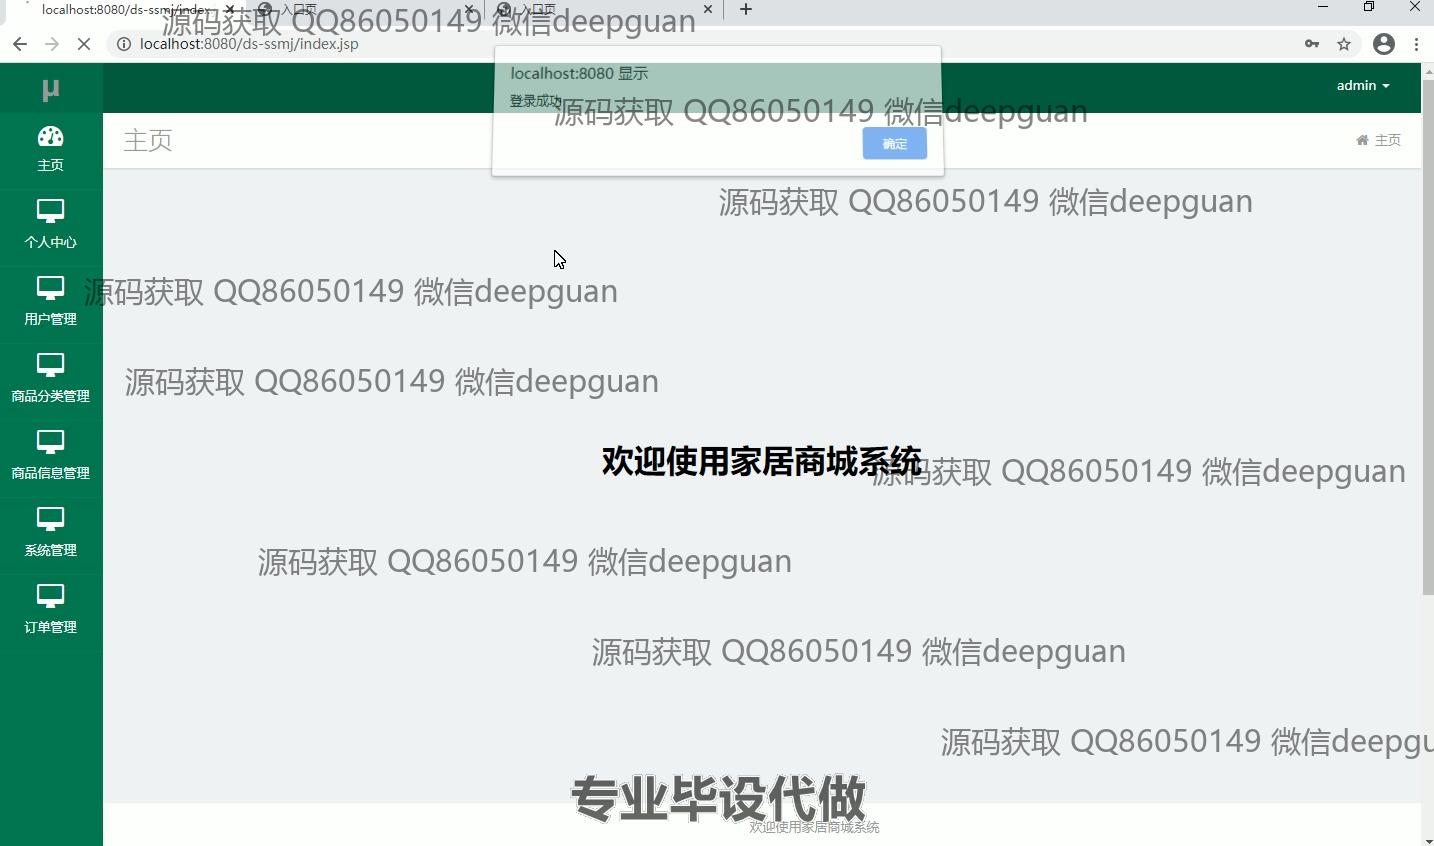 localhost:8080/ds-ssmj/index
入口页
入口页
源码获取 QQ86050149 微信deepguan
localhost:8080/ds-ssmj/index.jsp
localhost:8080 显示
登录成功
确定
μ
admin
源码获取 QQ86050149 微信deepguan
主页
主页
主页
源码获取 QQ86050149 微信deepguan
个人中心
源码获取 QQ86050149 微信deepguan
用户管理
源码获取 QQ86050149 微信deepguan
商品分类管理
欢迎使用家居商城系统
源码获取 QQ86050149 微信deepguan
商品信息管理
系统管理
源码获取 QQ86050149 微信deepguan
订单管理
源码获取 QQ86050149 微信deepguan
源码获取 QQ86050149 微信deepgu
专业毕设代做
欢迎使用家居商城系统